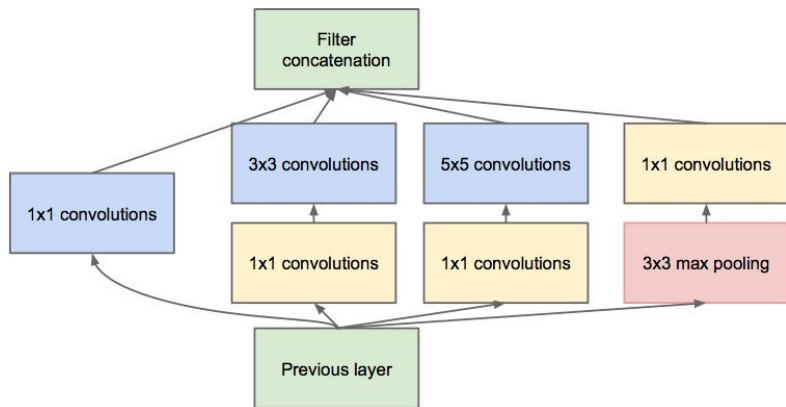 Filter
concatenation
3x3 convolutions
5x5 convolutions
1x1 convolutions
1x1 convolutions
1x1 convolutions
1x1 convolutions
3x3 max pooling
Previous layer